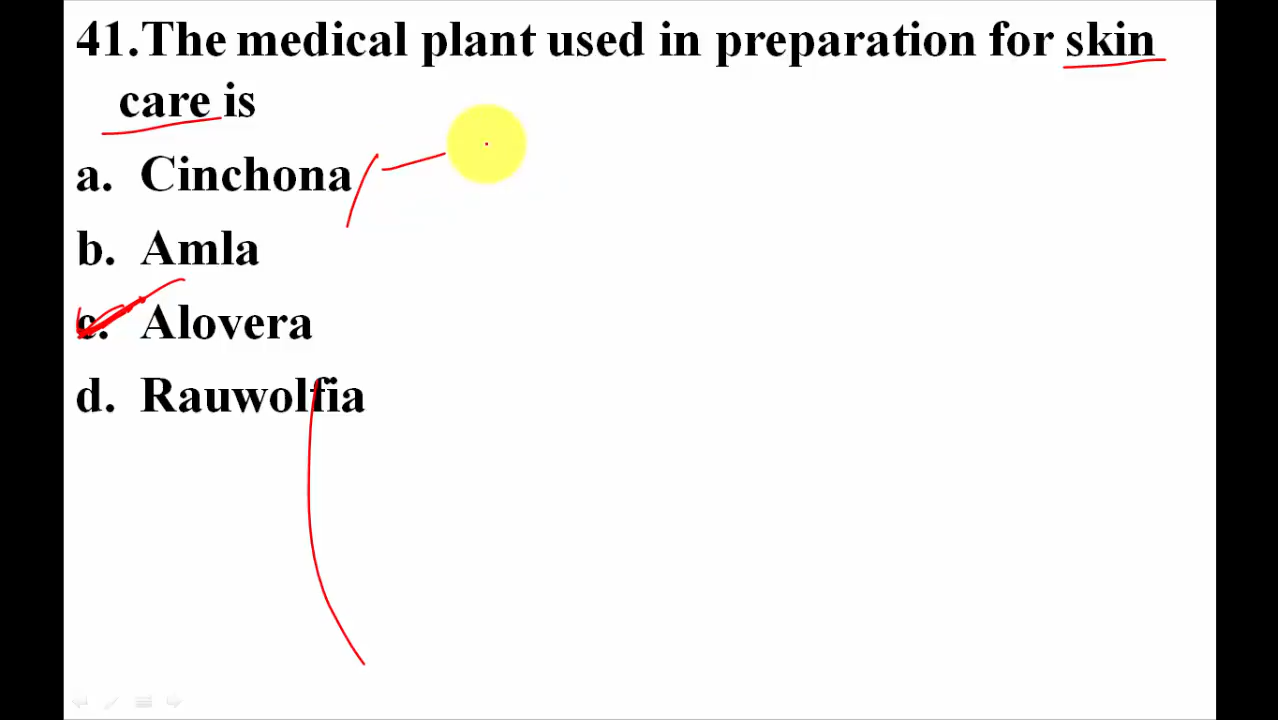 41.The medical plant used in preparation for skin
care is
a. Cinchona
b. Amla
c. Alovera
d. Rauwolfia